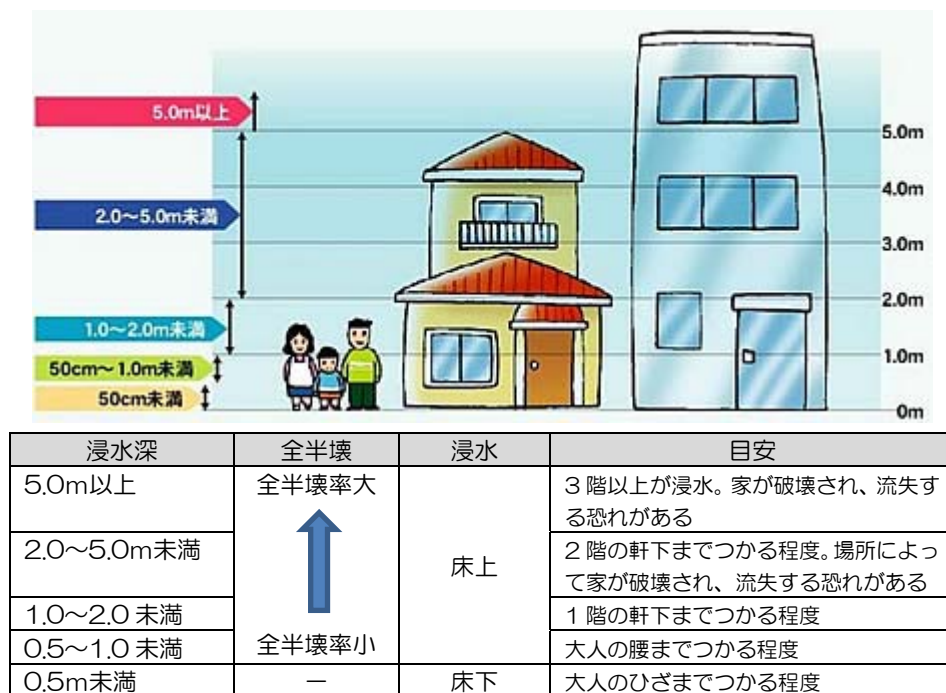 5.0m以上
2.0〜5.0m未満
1.0〜2.0m未満
50cm〜1.0m未満
50cm未満
5.0m
4.0m
3.0m
2.0m
1.0m
0m
浸水深 全半壊 浸水 目安
5.0m以上 全半壊率大 3階以上が浸水。家が破壊され、流失す
る恐れがある
2.0〜5.0m未満 床上 2階の軒下までつかる程度。場所によっ
て家が破壊され、流失する恐れがある
1.0〜2.0未満 1階の軒下までつかる程度
0.5〜1.0未満 全半壊率小 大人の腰までつかる程度
0.5m未満 － 床下 大人のひざまでつかる程度